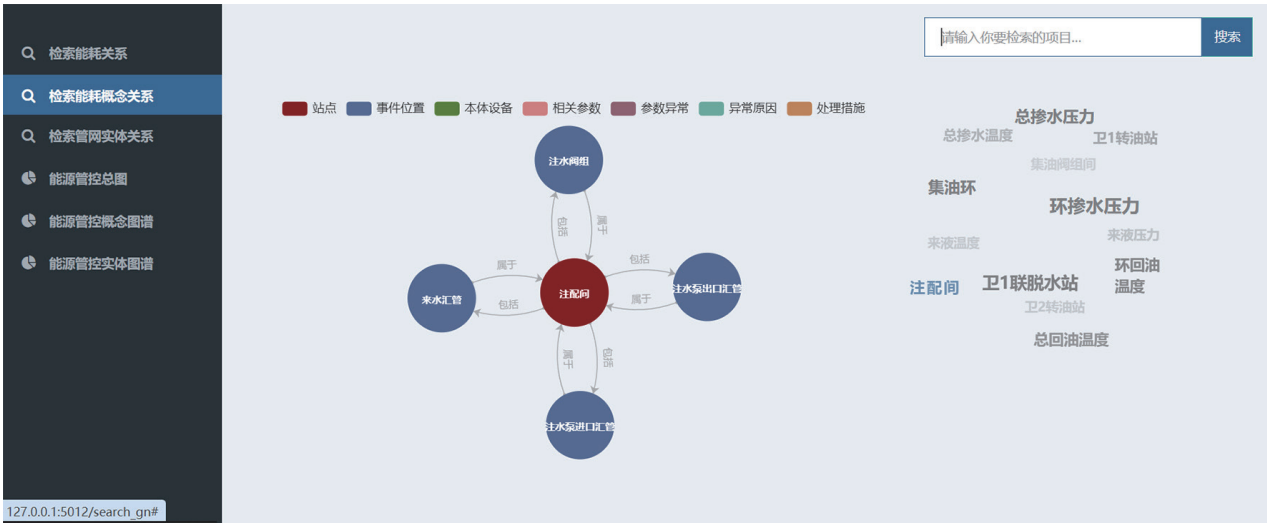 请输入你要检索的项目...
搜索
检索能耗关系
检索能耗概念关系
检索管网实体关系
能源管控总图
能源管控概念图谱
能源管控实体图谱
站点 事件位置 本体设备 相关参数 参数异常 异常原因 处理措施
注水阀组
包括
属于
属于
包括
包括
属于
来水汇管
注配间
注水泵出口汇管
属于
包括
注水泵进口汇管
总掺水压力
总掺水温度
卫1转油站
集油阀组间
集油环
环掺水压力
来液温度
来液压力
环回油
温度
注配间
卫1联脱水站
卫2转油站
总回油温度
127.0.0.1:5012/search_gn#